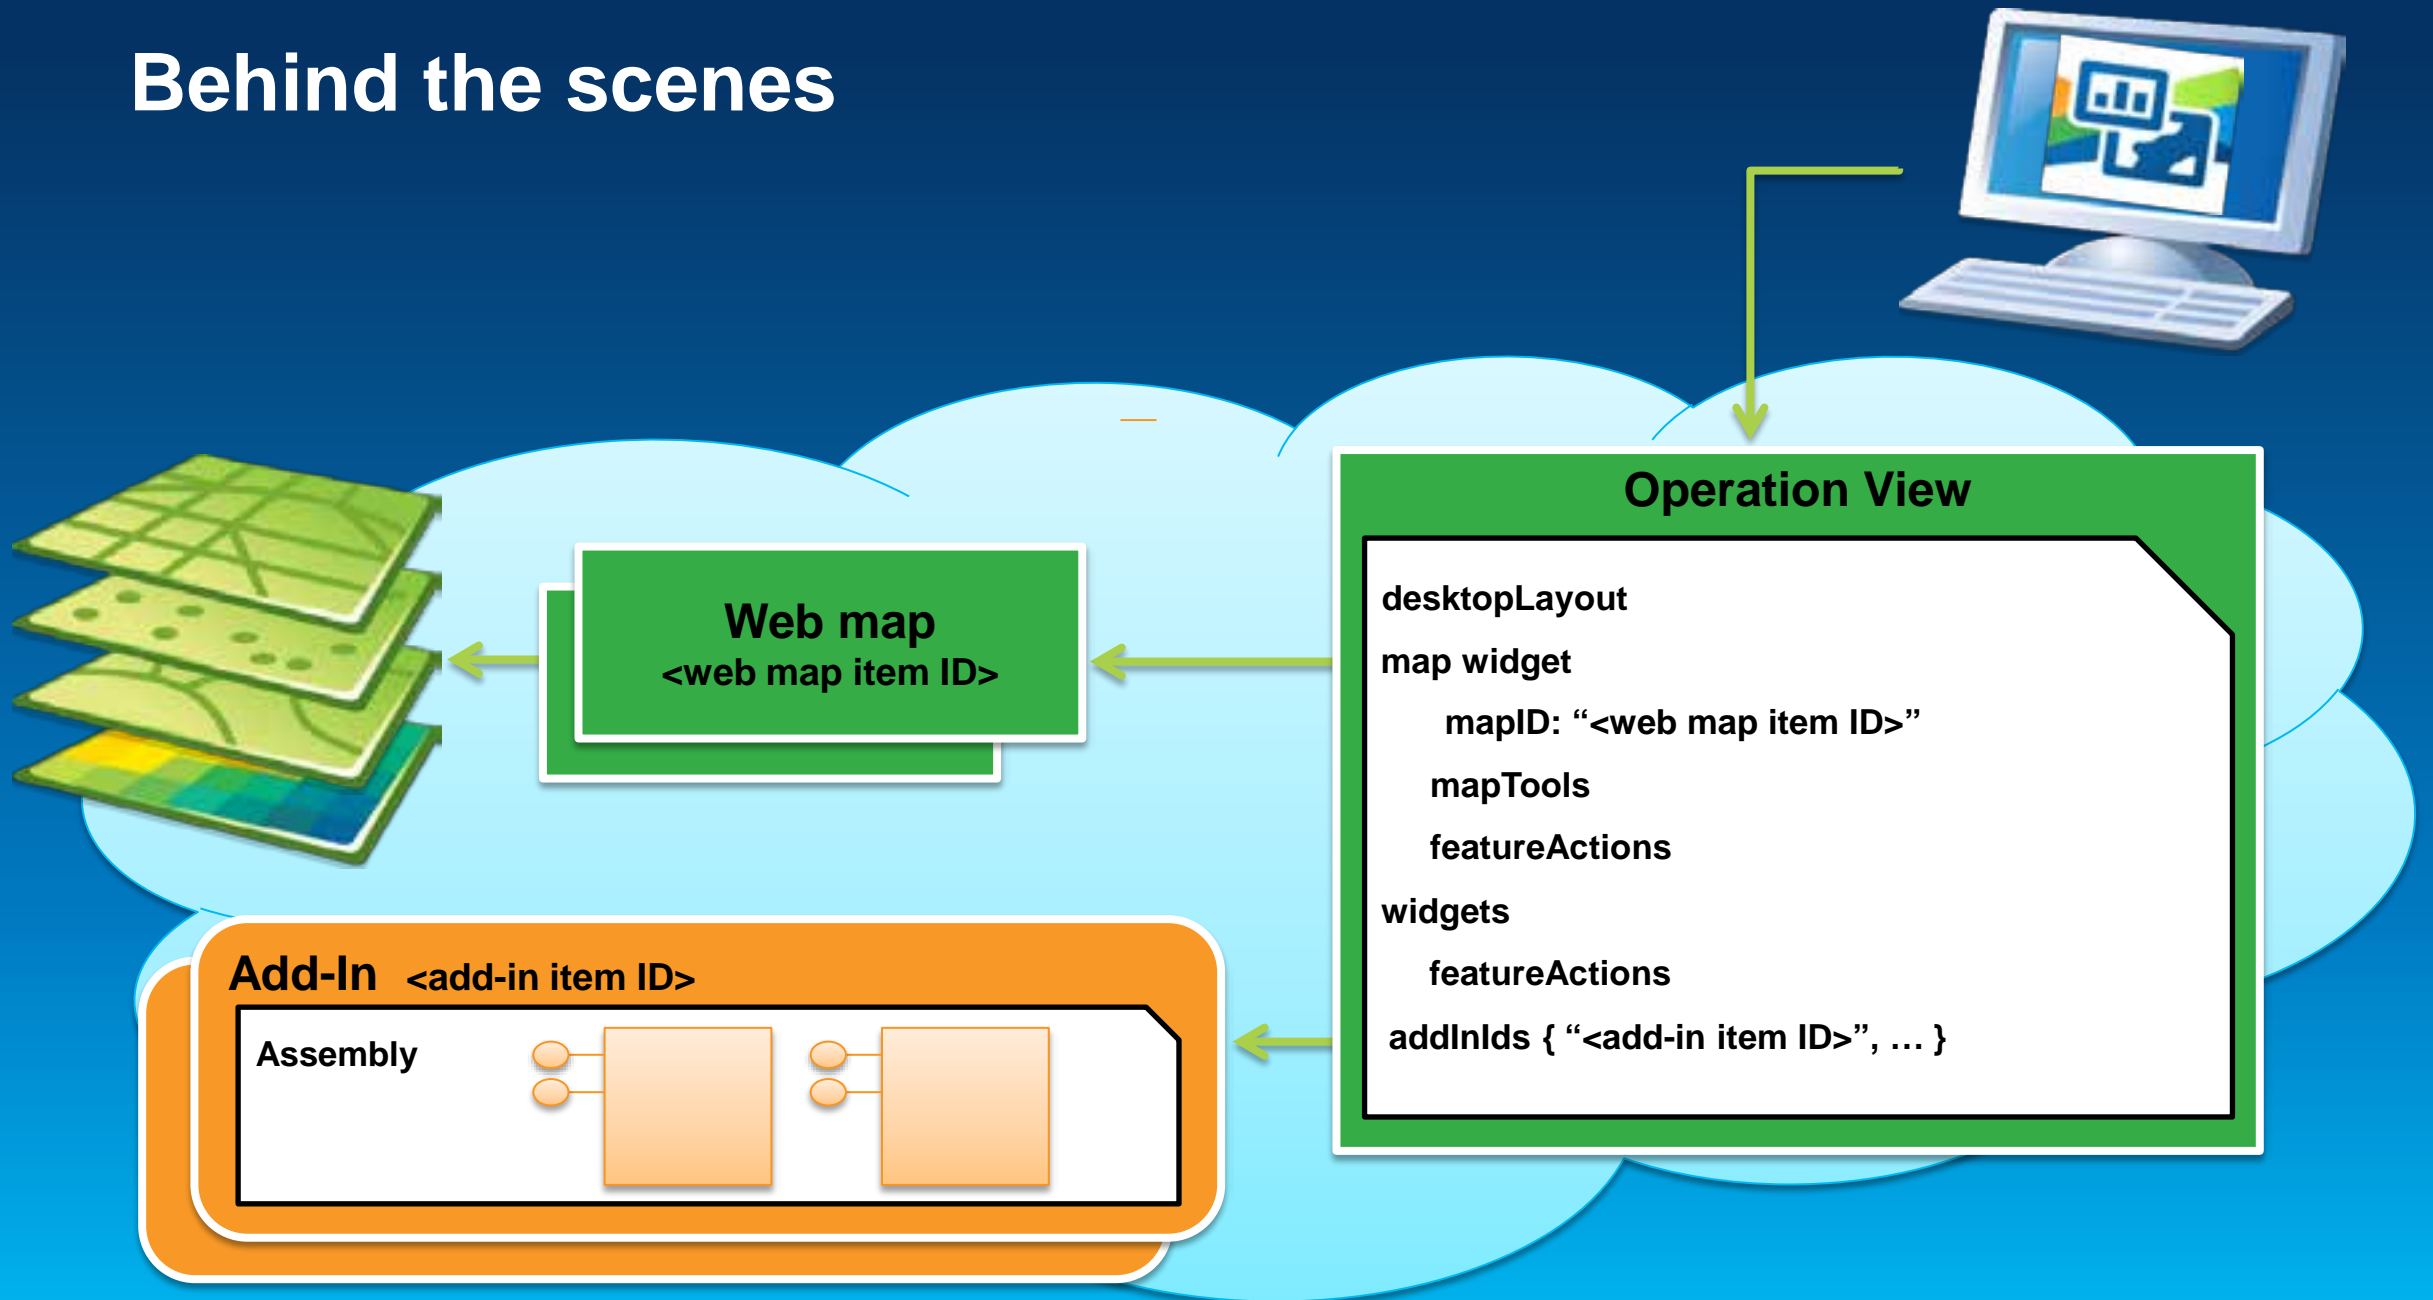 Behind the scenes
Operation View
desktopLayout
map widget
mapID: “<web map item ID>”
mapTools
featureActions
widgets
featureActions
addInIds { “<add-in item ID>”, … }
Web map
<web map item ID>
Add-In <add-in item ID>
Assembly